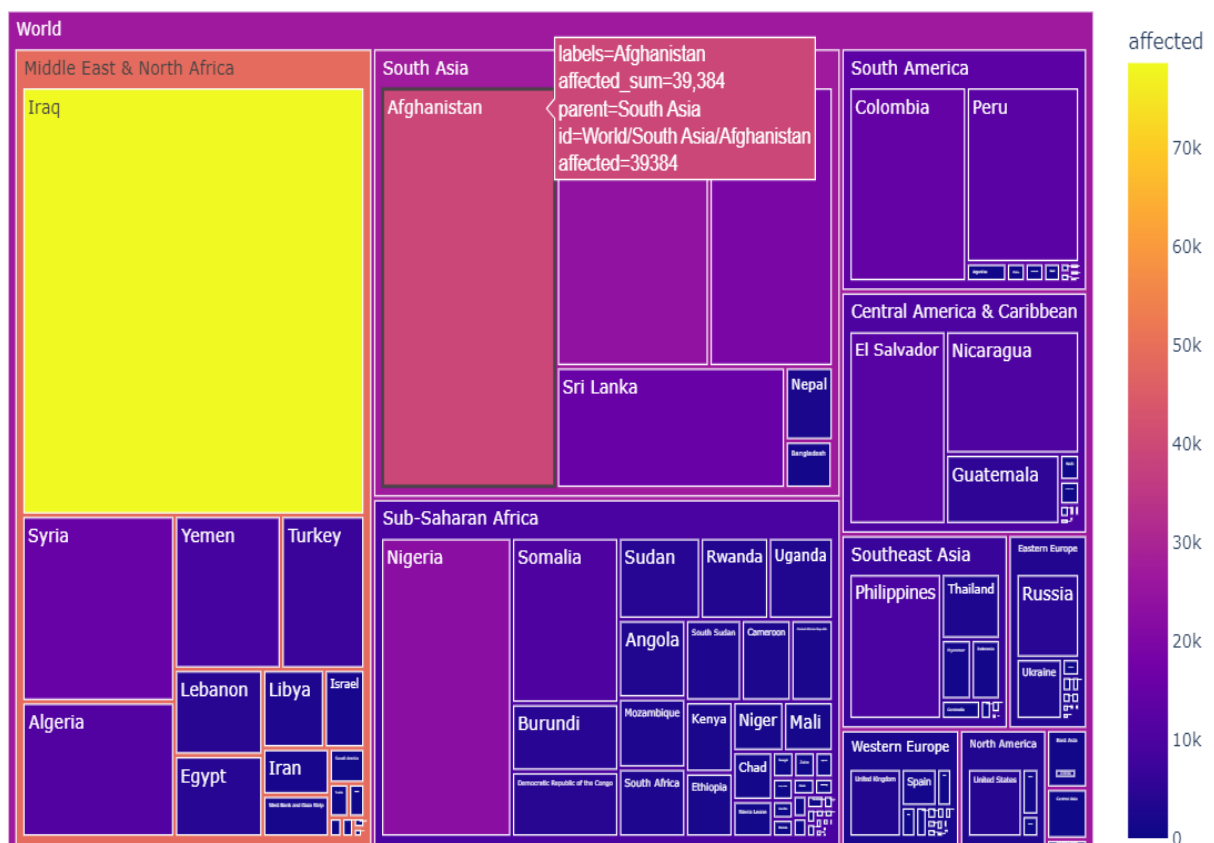 World
affected
Middle East & North Africa
Iraq
Syria
Yemen
Turkey
Algeria
Lebanon
Libya
Israel
Egypt
Iran
Saudi Arabia
West Bank and Gaza Strip
South Asia
Afghanistan
labels=Afghanistan
affected_sum=39,384
parent=South Asia
id=World/South Asia/Afghanistan
affected=39384
Sri Lanka
Nepal
Bangladesh
Sub-Saharan Africa
Nigeria
Somalia
Sudan
Rwanda
Uganda
Angola
South Sudan
Cameroon
Central African Republic
Burundi
Mozambique
Kenya
Niger
Mali
Democratic Republic of the Congo
South Africa
Ethiopia
Chad
Sierra Leone
South America
Colombia
Peru
Argentina
Central America & Caribbean
El Salvador
Nicaragua
Guatemala
Southeast Asia
Philippines
Thailand
Myanmar
Indonesia
Cambodia
Eastern Europe
Russia
Ukraine
Western Europe
United Kingdom
Spain
North America
United States
East Asia
Central Asia
70k
60k
50k
40k
30k
20k
10k
0